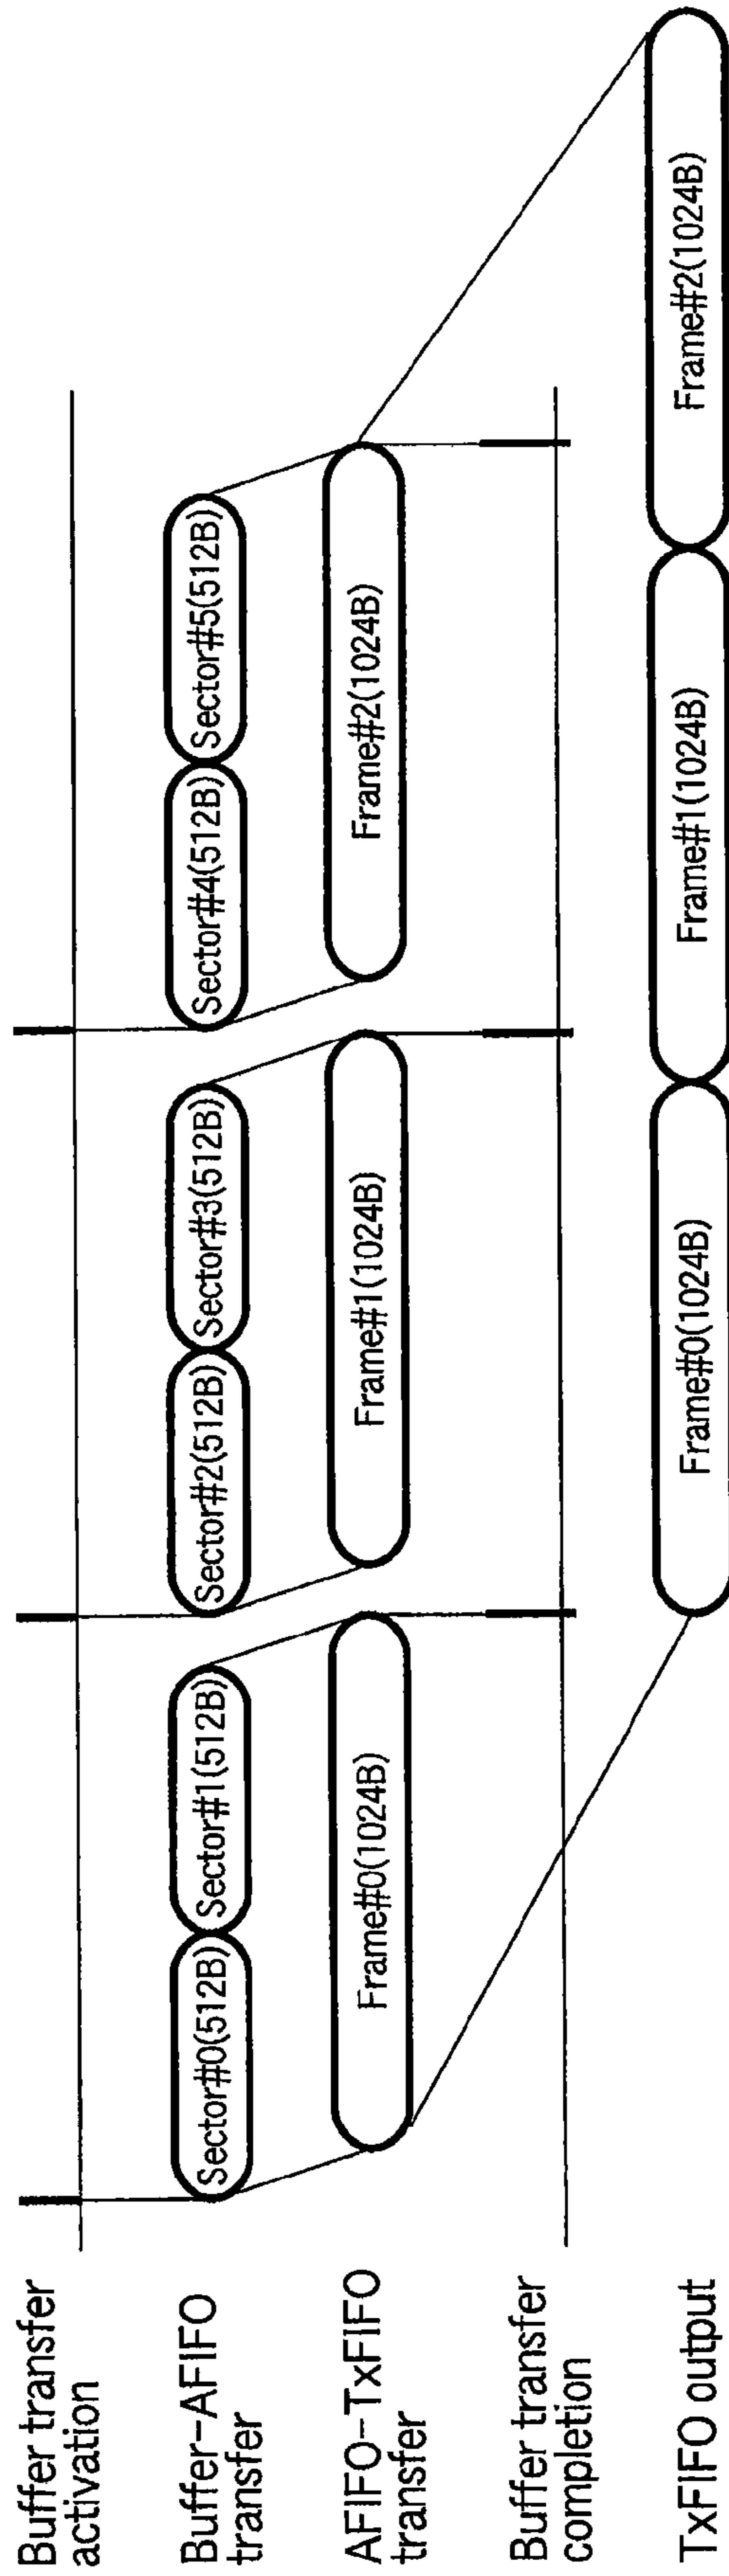 Buffer transfer
activation
Buffer-AFIFO
transfer
Sector#0(512B)
Sector#1(512B)
Sector#2(512B)
Sector#3(512B)
Sector#4(512B)
Sector#5(512B)
AFIFO-TxFIFO
transfer
Frame#0(1024B)
Frame#1(1024B)
Frame#2(1024B)
Buffer transfer
completion
TxFIFO output
Frame#0(1024B)
Frame#1(1024B)
Frame#2(1024B)